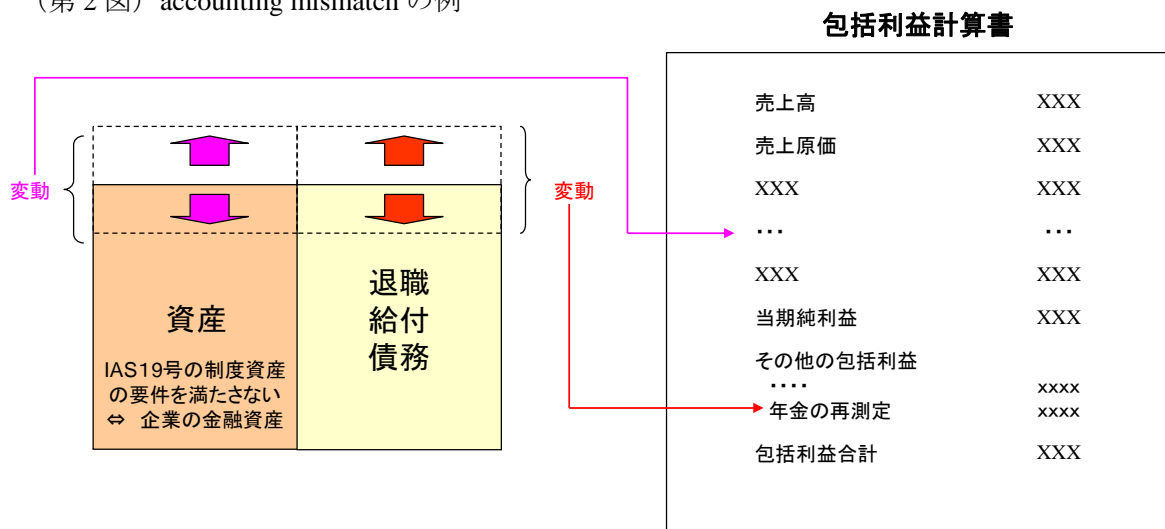 (第 2 図) accounting mismatch の例
包括利益計算書
変動
資産
IAS19号の制度資産
の要件を満たさない
⇔ 企業の金融資産
退職
給付
債務
変動
売上高 XXX
売上原価 XXX
XXX XXX
・・・ ・・・
XXX XXX
当期純利益 XXX
その他の包括利益
・・・・ xxxx
年金の再測定 xxxx
包括利益合計 XXX